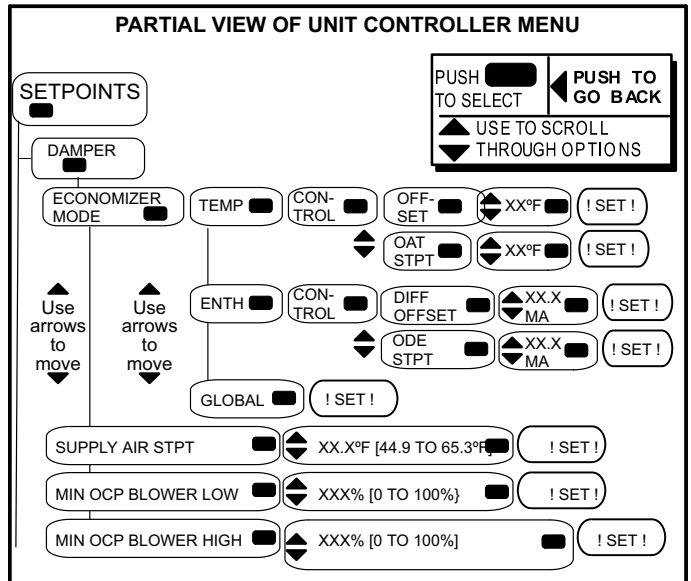 PARTIAL VIEW OF UNIT CONTROLLER MENU
PUSH
TO SELECT
PUSH TO
GO BACK
USE TO SCROLL
THROUGH OPTIONS
SETPOINTS
DAMPER
ECONOMIZER
MODE
TEMP
CON-
TROL
OFF-
SET
XXºF
! SET !
OAT
STPT
XXºF
! SET !
Use
arrows
to
move
Use
arrows
to
move
ENTH
CON-
TROL
DIFF
OFFSET
XX.X
MA
! SET !
ODE
STPT
XX.X
MA
! SET !
GLOBAL
! SET !
SUPPLY AIR STPT
XX.XºF [44.9 TO 65.3ºF]
! SET !
MIN OCP BLOWER LOW
XXX% [0 TO 100%}
! SET !
MIN OCP BLOWER HIGH
XXX% [0 TO 100%]
! SET !